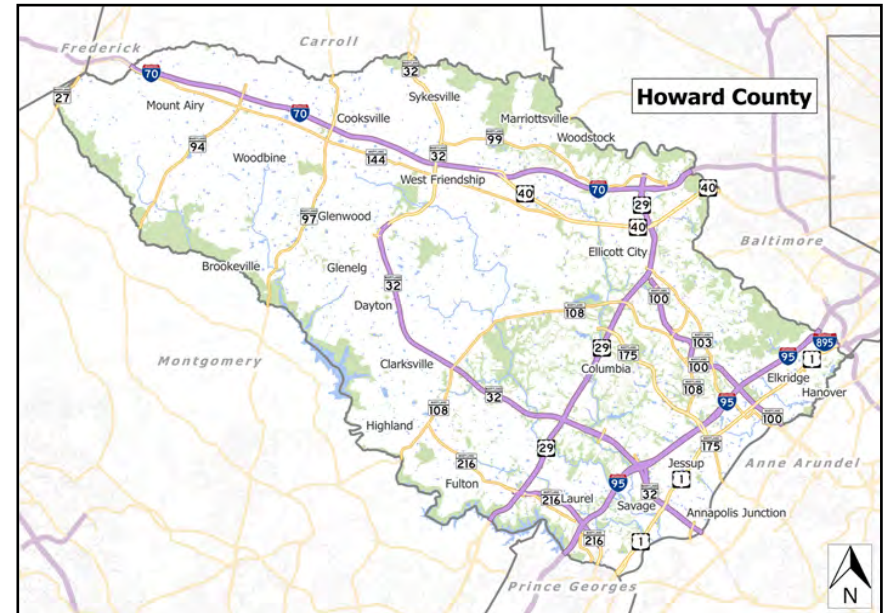 Frederick
Carroll
Howard County
70
32
27
Mount Airy
Sykesville
70
Cooksville
Marriottsville
94
99
Woodstock
Woodbine
144
32
West Friendship
70
40
40
29
97
Glenwood
40
Baltimore
Ellicott City
Brookeville
Glenelg
32
100
Dayton
108
103
895
29
175
95
1
Montgomery
Clarksville
Columbia
100
Elkridge
32
108
Hanover
95
108
100
Highland
29
175
216
Jessup
Anne Arundel
Fulton
95
1
216
Laurel
32
Savage
Annapolis Junction
216
1
Prince Georges
N